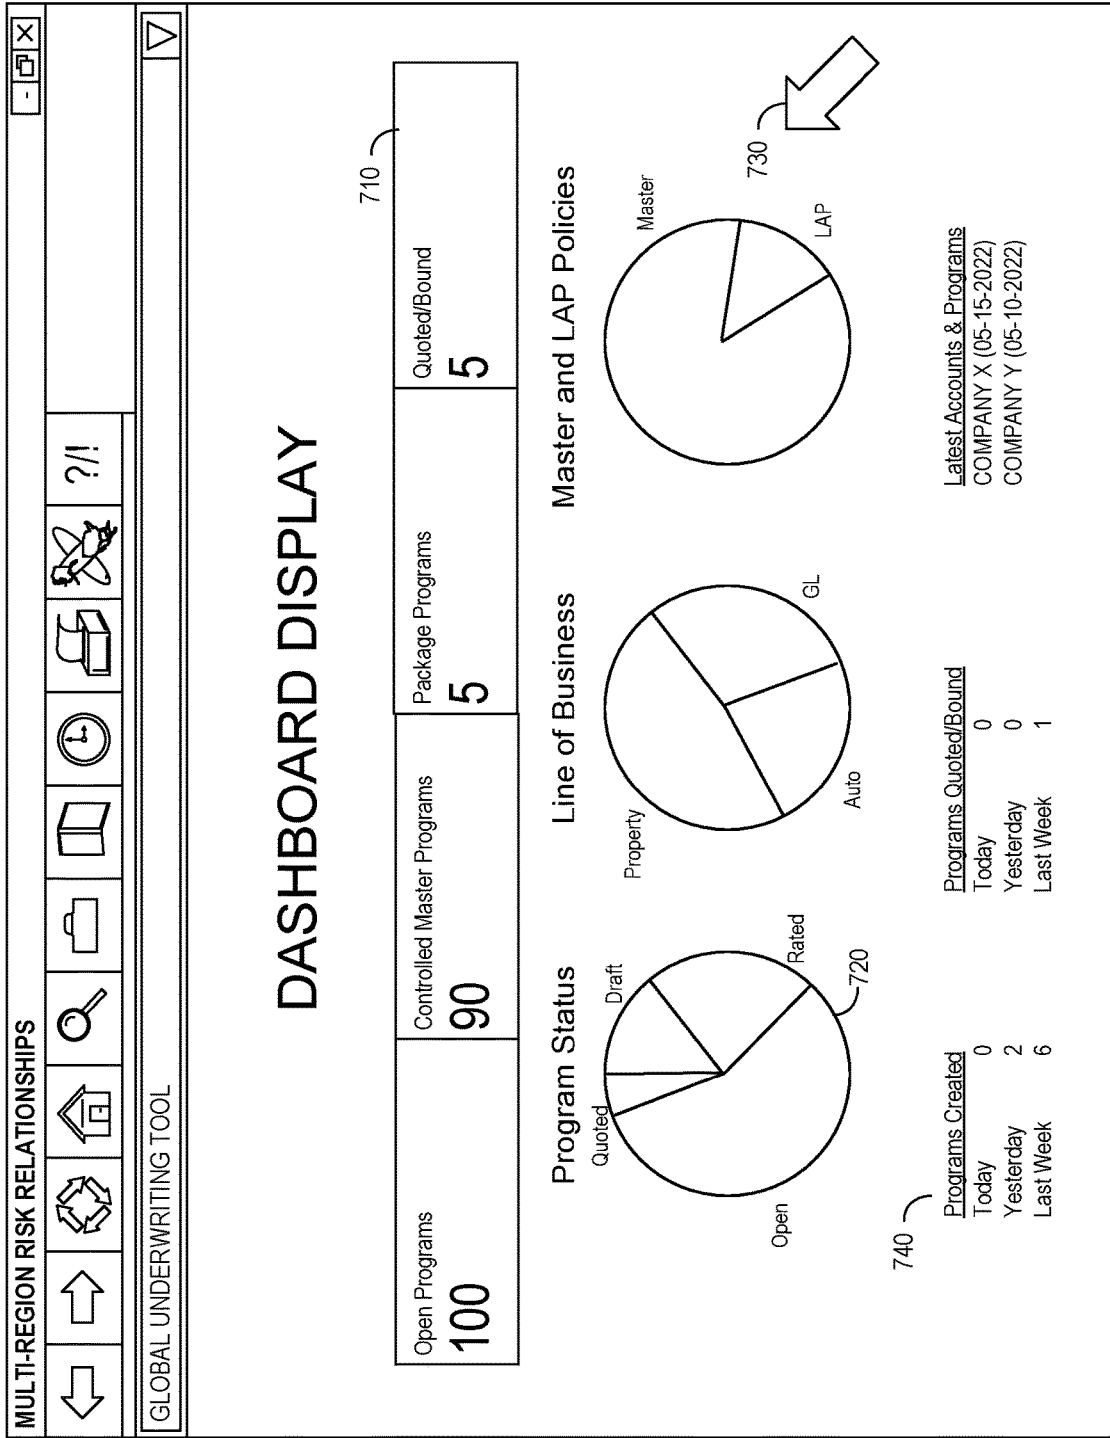 MULTI-REGION RISK RELATIONSHIPS
- X
?/!
GLOBAL UNDERWRITING TOOL
DASHBOARD DISPLAY
710
Open Programs
100
Controlled Master Programs
90
Package Programs
5
Quoted/Bound
5
Program Status
Quoted
Draft
Rated
Open
720
Line of Business
Property
GL
Auto
Master and LAP Policies
Master
LAP
730
740
Programs Created
Today 0
Yesterday 2
Last Week 6
Programs Quoted/Bound
Today 0
Yesterday 0
Last Week 1
Latest Accounts & Programs
COMPANY X (05-15-2022)
COMPANY Y (05-10-2022)